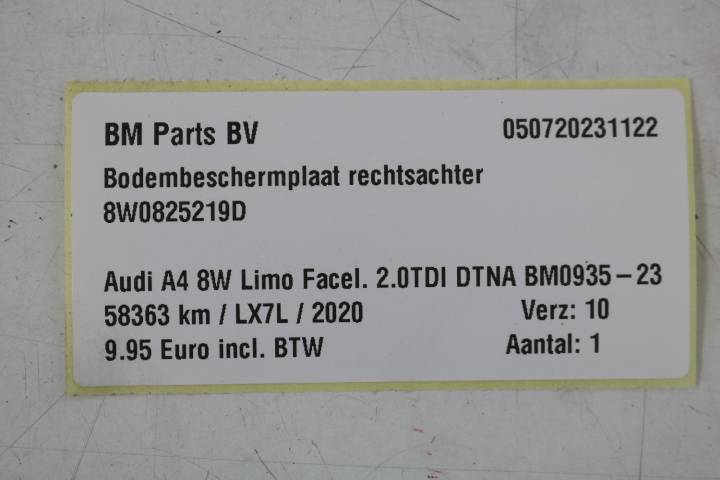 BM Parts BV 050720231122
Bodembeschermplaat rechtsachter
8W0825219D
Audi A4 8W Limo Facel. 2.0TDI DTNA BM0935-23
58363 km / LX7L / 2020 Verz: 10
9.95 Euro incl. BTW Aantal: 1